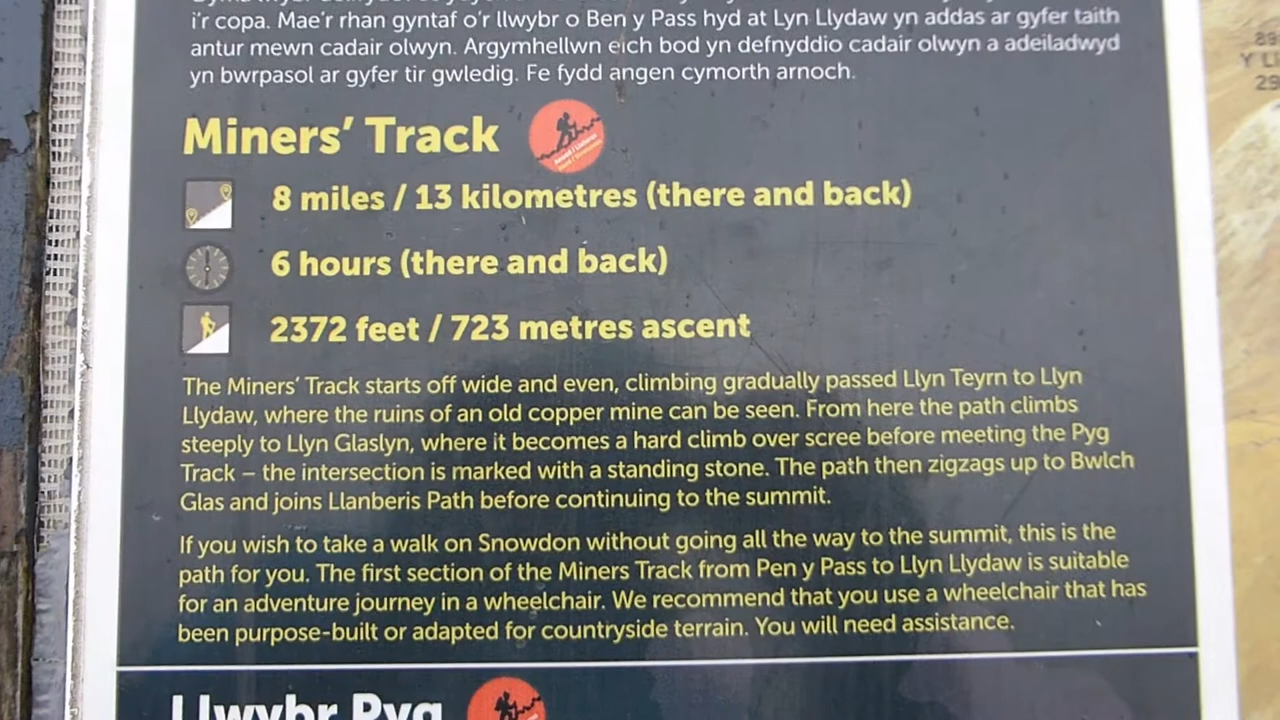 i'r copa. Mae'r rhan gyntaf o'r llwybr o Ben y Pass hyd at Lyn Llydaw yn addas ar gyfer taith
antur mewn cadair olwyn. Argymhellwn eich bod yn defnyddio cadair olwyn a adeiladwyd
yn bwrpasol ar gyfer tir gwledig. Fe fydd angen cymorth arnoch.
Miners' Track
8 miles / 13 kilometres (there and back)
6 hours (there and back)
2372 feet / 723 metres ascent
The Miners' Track starts off wide and even, climbing gradually passed Llyn Teyrn to Llyn
Llydaw, where the ruins of an old copper mine can be seen. From here the path climbs
steeply to Llyn Glaslyn, where it becomes a hard climb over scree before meeting the Pyg
Track – the intersection is marked with a standing stone. The path then zigzags up to Bwlch
Glas and joins Llanberis Path before continuing to the summit.
If you wish to take a walk on Snowdon without going all the way to the summit, this is the
path for you. The first section of the Miners Track from Pen y Pass to Llyn Llydaw is suitable
for an adventure journey in a wheelchair. We recommend that you use a wheelchair that has
been purpose-built or adapted for countryside terrain. You will need assistance.
Llwybr Pyg